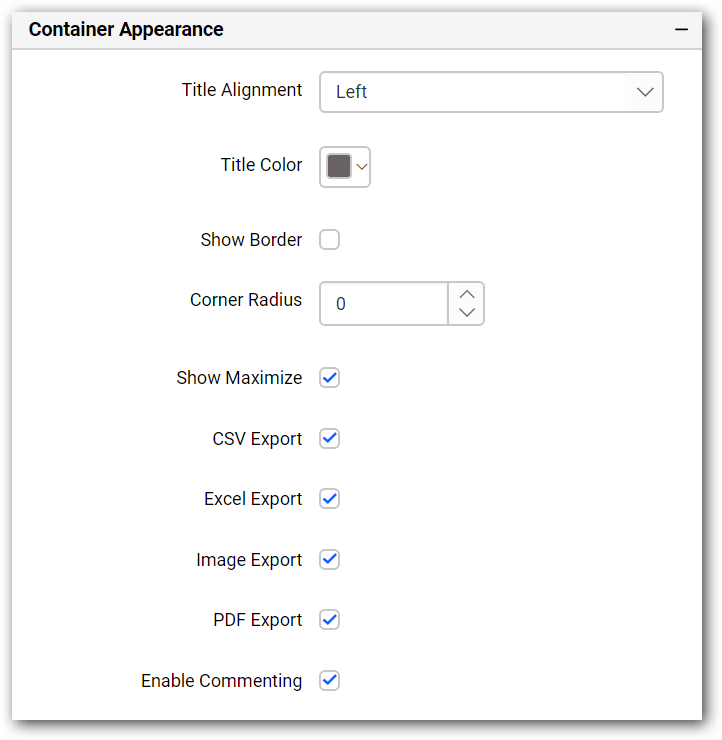 Container Appearance
Title Alignment Left
Title Color
Show Border
Corner Radius 0
Show Maximize
CSV Export
Excel Export
Image Export
PDF Export
Enable Commenting